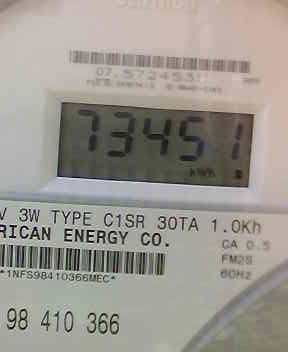 07.5724531
73451
kWh
V 3W TYPE C1SR 30TA 1.0Kh
RICAN ENERGY CO.
CA 0.5
FM2S
60Hz
*1NFS98410366MEC*
98 410 366